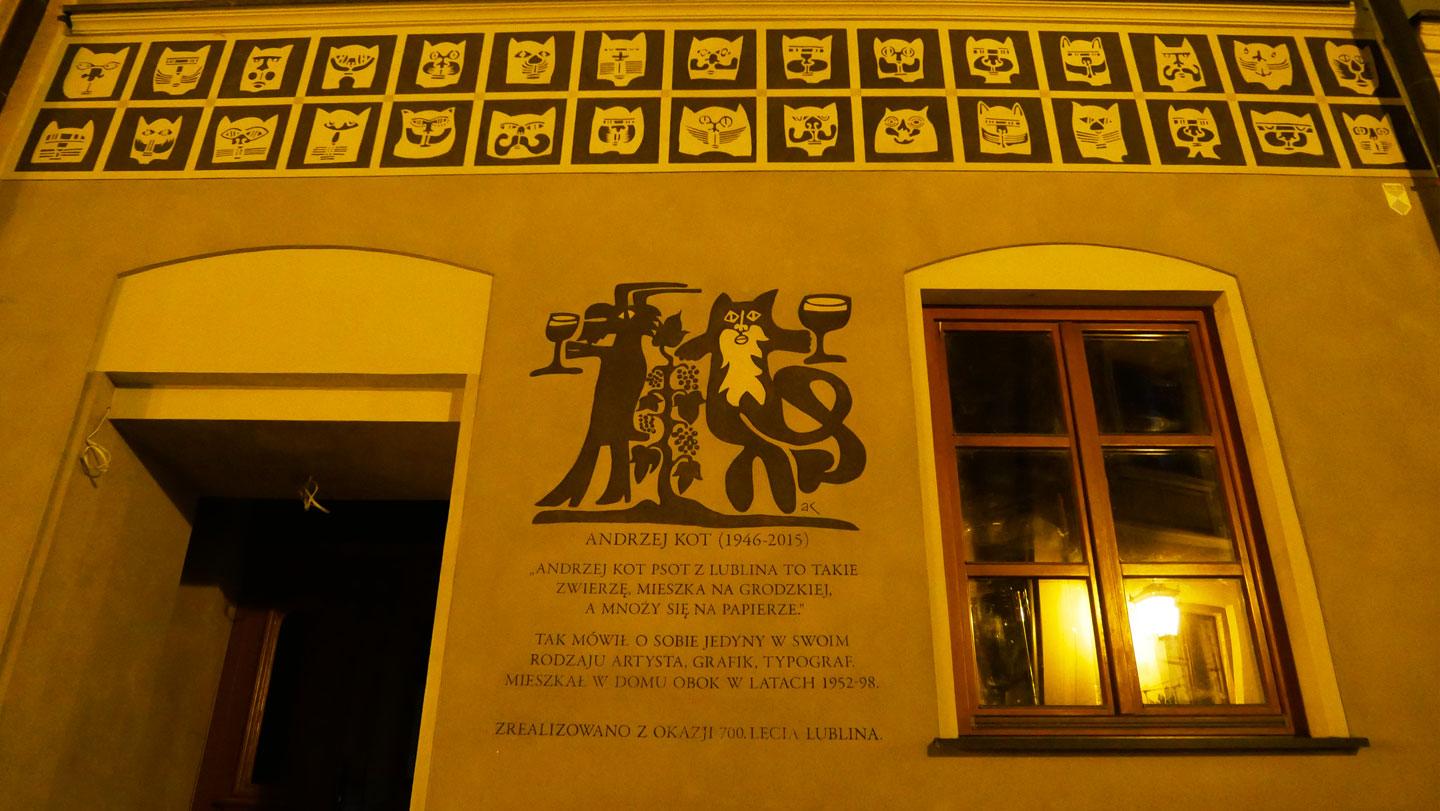 aK
ANDRZEJ KOT (1946-2015)
„ANDRZEJ KOT PSOT Z LUBLINA TO TAKIE
ZWIERZĘ, MIESZKA NA GRODZKIEJ,
A MNOŻY SIĘ NA PAPIERZE."
TAK MÓWIŁ O SOBIE JEDYNY W SWOIM
RODZAJU ARTYSTA, GRAFIK, TYPOGRAF.
MIESZKAŁ W DOMU OBOK W LATACH 1952-98.
ZREALIZOWANO Z OKAZJI 700. LECIA LUBLINA.